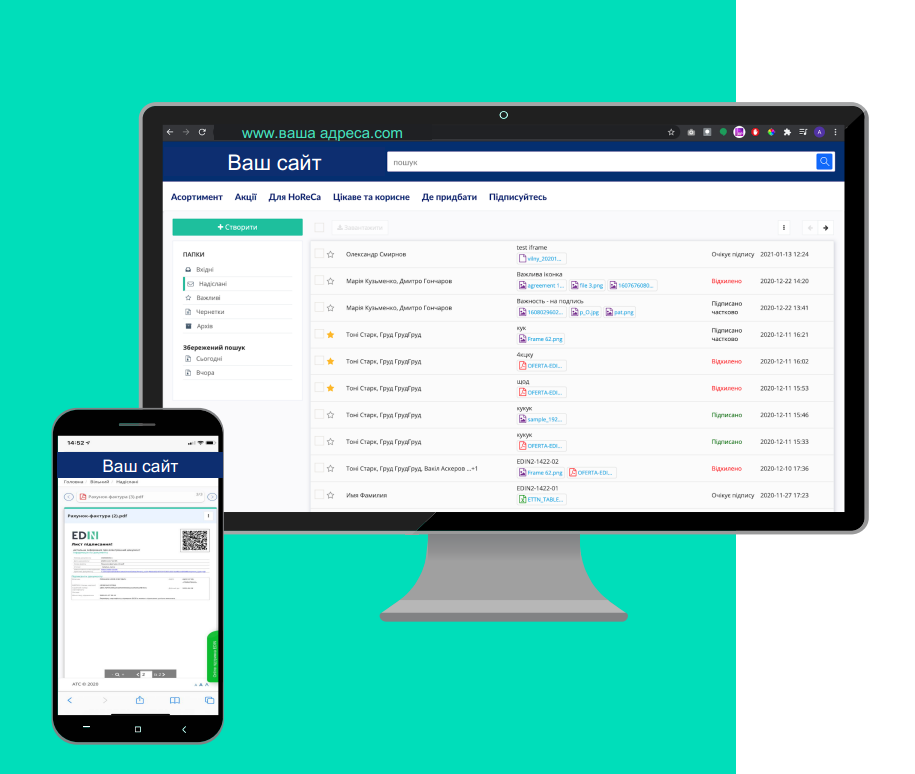 www.ваша адреса.com
Ваш сайт
пошук
Асортимент Акції Для HoReCa Цікаве та корисне Де придбати Підписуйтесь
+ Створити
Завантажити
ПАПКИ
Вхідні
Надіслані
Важливі
Чернетки
Архів
Збережений пошук
Сьогодні
Вчора
test iframe
Олександр Смирнов
vilny_20201...
Очікує підпису 2021-01-13 12:24
Важлива Іконка
Марія Кузьменко, Дмитро Гончаров
agreement 1... file 3.png 1607676080...
Відхилено 2020-12-22 14:20
Важность - на подпись
Марія Кузьменко, Дмитро Гончаров
1608029602... p_O.jpg pat.png
Підписано частково 2020-12-22 13:41
кук
Тоні Старк, Груд ГрудГруд
Frame 62.png
Підписано частково 2020-12-11 16:21
4кцку
Тоні Старк, Груд ГрудГруд
OFERTA-EDI...
Відхилено 2020-12-11 16:02
щод
Тоні Старк, Груд ГрудГруд
OFERTA-EDI...
Відхилено 2020-12-11 15:53
кукук
Тоні Старк, Груд ГрудГруд
sample_192...
Підписано 2020-12-11 15:46
кукук
Тоні Старк, Груд ГрудГруд
OFERTA-EDI...
Підписано 2020-12-11 15:33
EDIN2-1422-02
Тоні Старк, Груд ГрудГруд, Вакіл Аскеров ...+1
Frame 62.png OFERTA-EDI...
Відхилено 2020-12-10 17:36
EDIN2-1422-01
Имя Фамилия
ETTN_TABLE...
Очікує підпису 2020-11-27 17:23
14:52
Ваш сайт
Головна Вільний Надіслані
Рахунок-фактура (3).pdf
Рахунок-фактура (2).pdf
EDIN
Лист підписання!
АТС © 2020